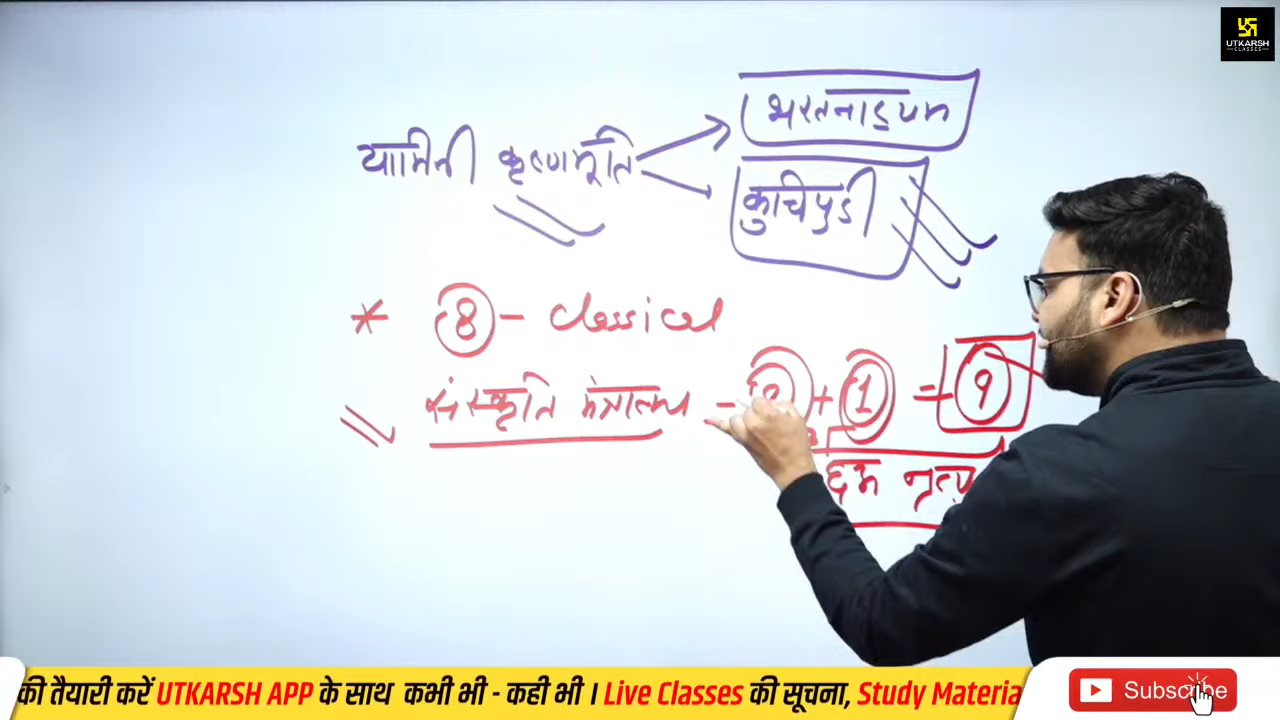 UTKARSH
CLASSES
भरतनाट्यम
यामिनी कृष्णमूर्ति
कुचिपुडी
* 8 - Classical
संस्कृति मंत्रालय - + 1 = 9
नृत्य
की तैयारी करें UTKARSH APP के साथ कभी भी - कही भी । Live Classes की सूचना, Study Materia
Subscribe